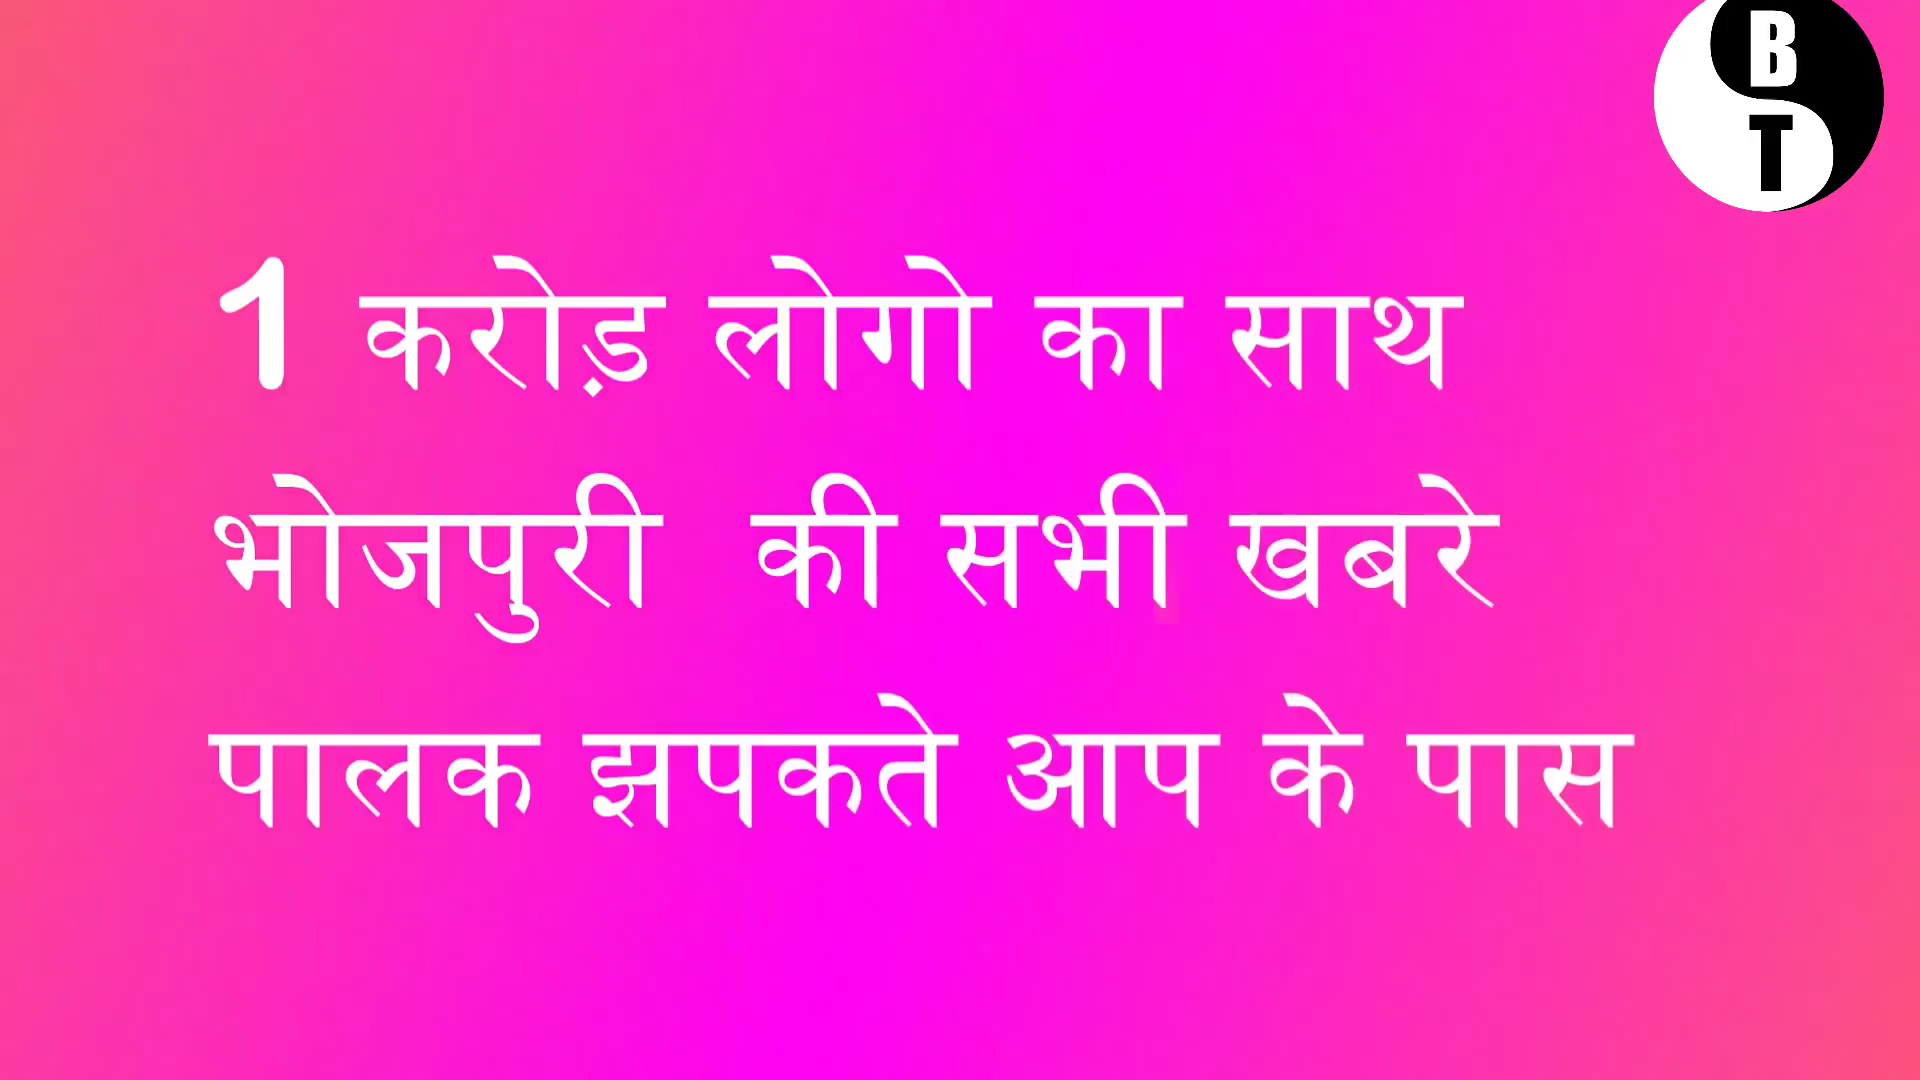 B
T
1 करोड़ लोगो का साथ
भोजपुरी की सभी खबरे
पालक झपकते आप के पास